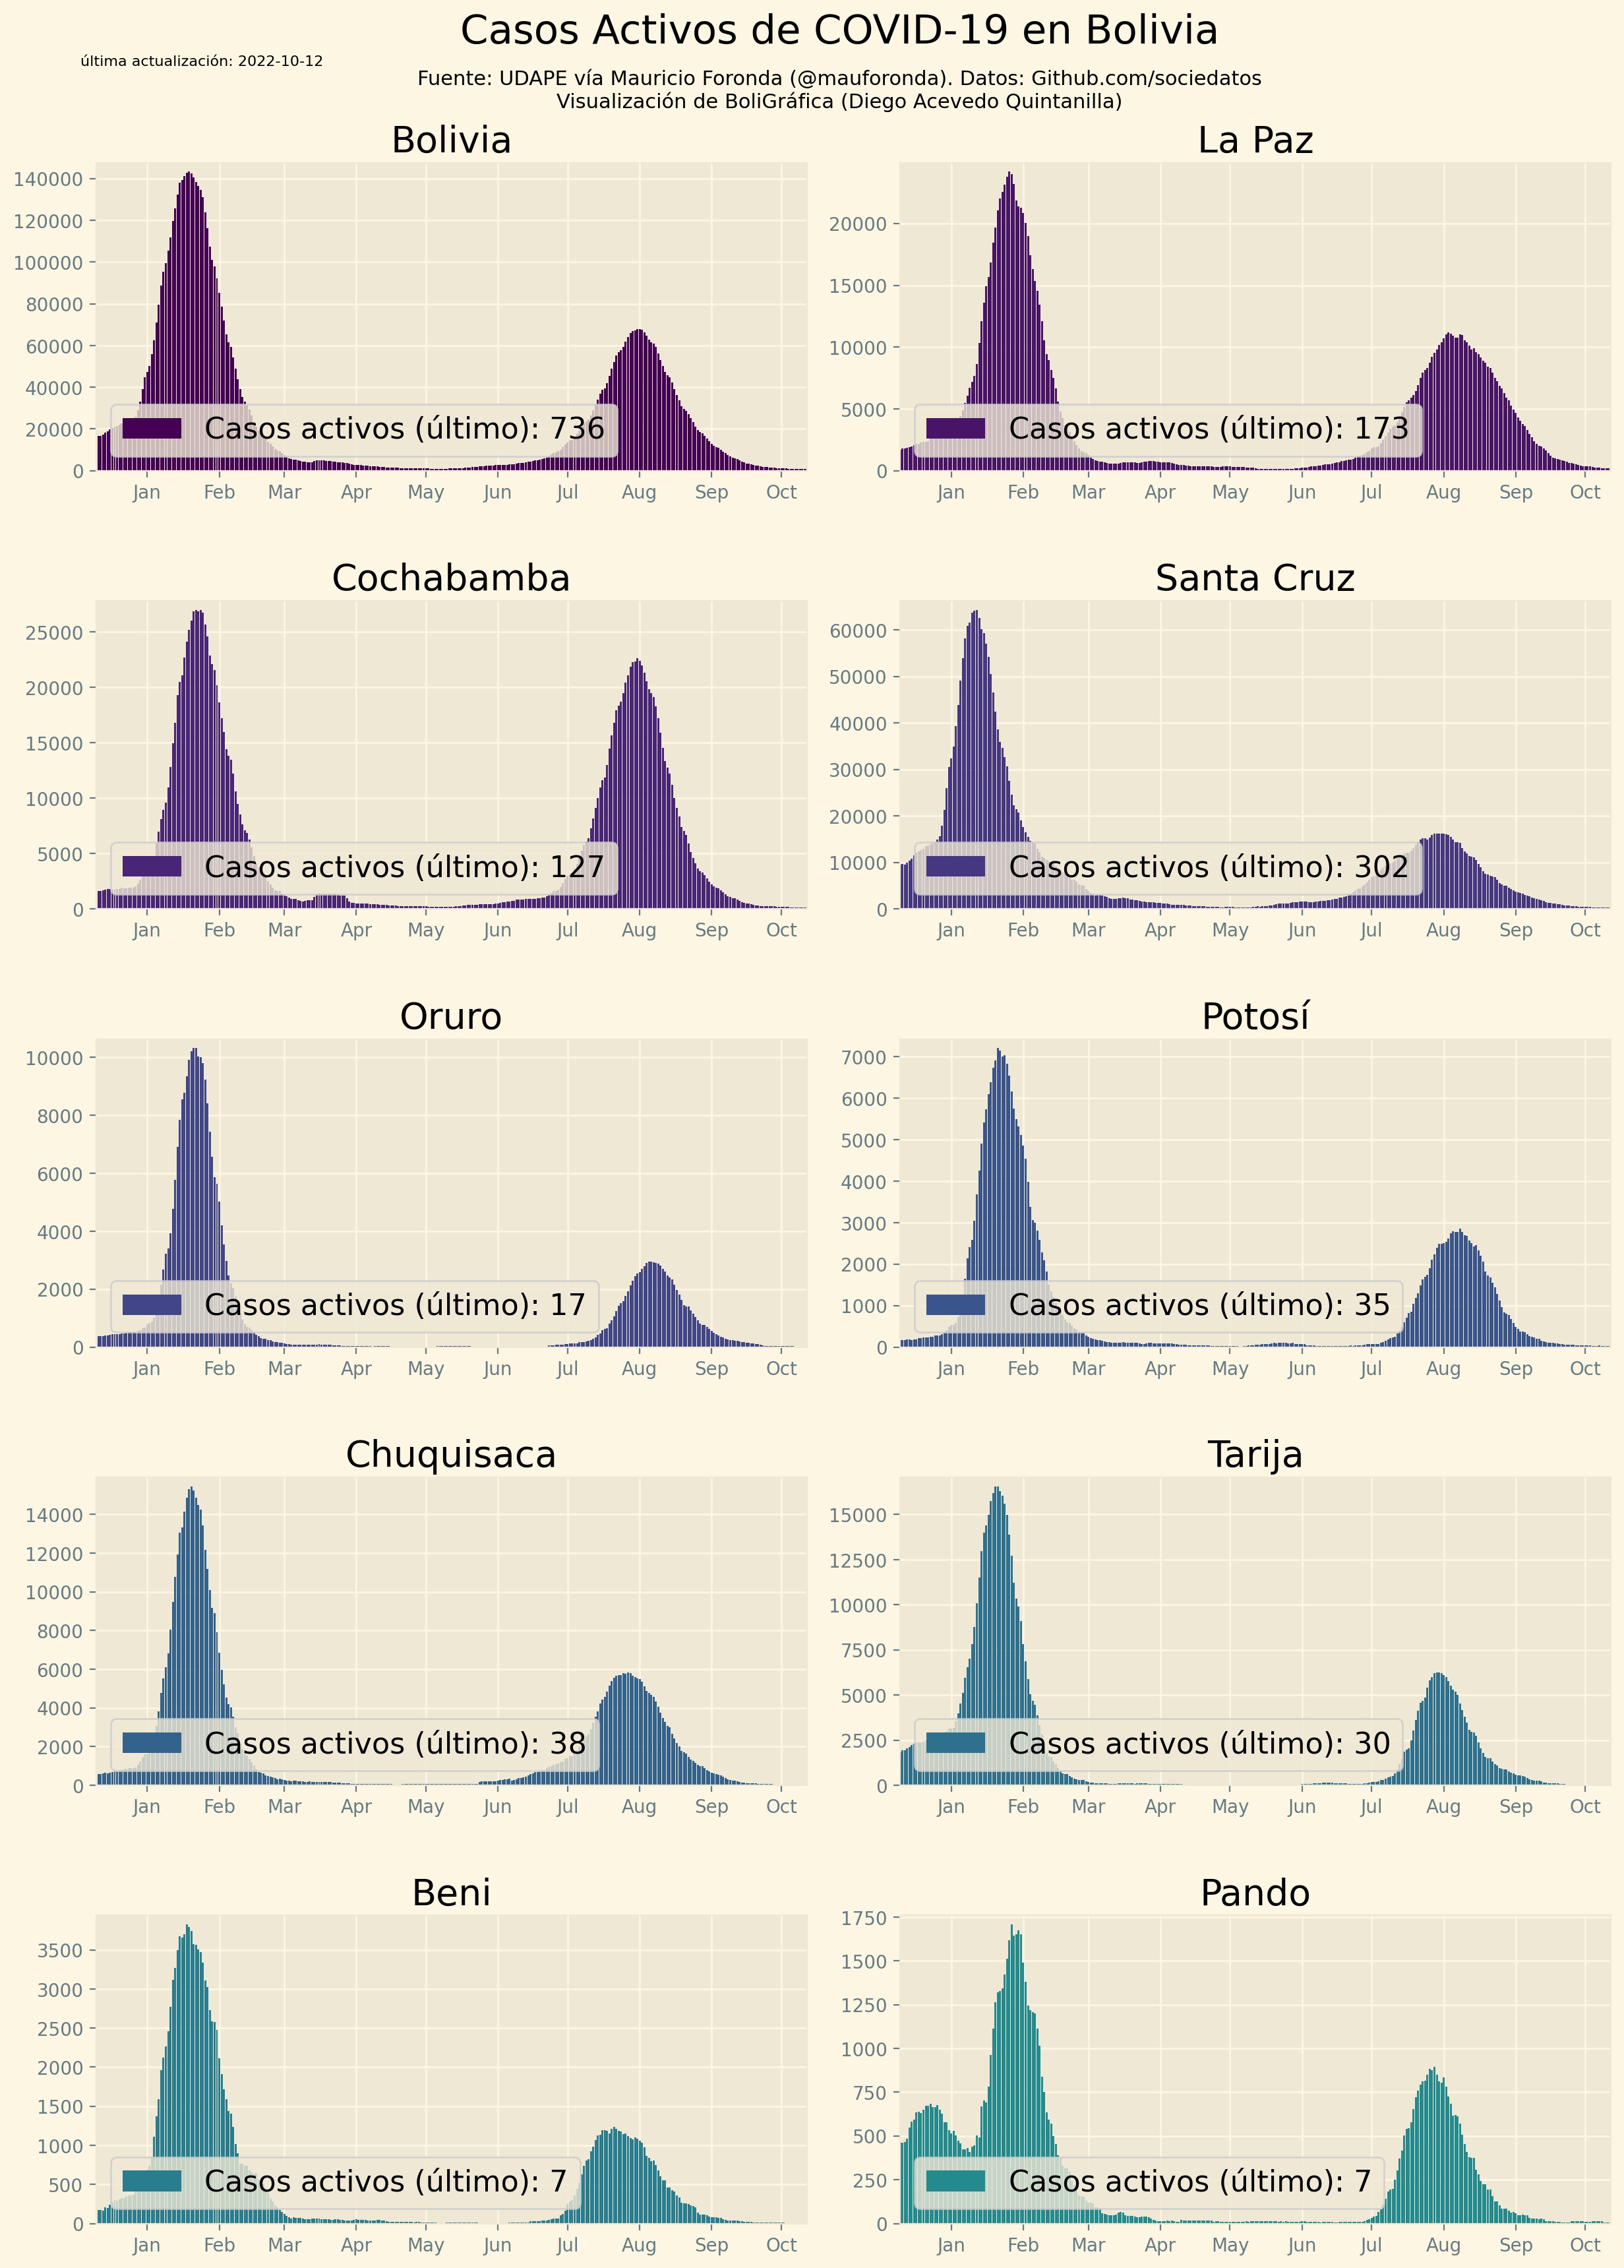 Casos Activos de COVID-19 en Bolivia
última actualización: 2022-10-12
Fuente: UDAPE vía Mauricio Foronda (@mauforonda). Datos: Github.com/sociedatos
Visualización de BoliGráfica (Diego Acevedo Quintanilla)
Bolivia
140000
120000
100000
80000
60000
40000
20000
0
Casos activos (último): 736
Jan Feb Mar Apr May Jun Jul Aug Sep Oct
La Paz
20000
15000
10000
5000
0
Casos activos (último): 173
Jan Feb Mar Apr May Jun Jul Aug Sep Oct
Cochabamba
25000
20000
15000
10000
5000
0
Casos activos (último): 127
Jan Feb Mar Apr May Jun Jul Aug Sep Oct
Santa Cruz
60000
50000
40000
30000
20000
10000
0
Casos activos (último): 302
Jan Feb Mar Apr May Jun Jul Aug Sep Oct
Oruro
10000
8000
6000
4000
2000
0
Casos activos (último): 17
Jan Feb Mar Apr May Jun Jul Aug Sep Oct
Potosí
7000
6000
5000
4000
3000
2000
1000
0
Casos activos (último): 35
Jan Feb Mar Apr May Jun Jul Aug Sep Oct
Chuquisaca
14000
12000
10000
8000
6000
4000
2000
0
Casos activos (último): 38
Jan Feb Mar Apr May Jun Jul Aug Sep Oct
Tarija
15000
12500
10000
7500
5000
2500
0
Casos activos (último): 30
Jan Feb Mar Apr May Jun Jul Aug Sep Oct
Beni
3500
3000
2500
2000
1500
1000
500
0
Casos activos (último): 7
Jan Feb Mar Apr May Jun Jul Aug Sep Oct
Pando
1750
1500
1250
1000
750
500
250
0
Casos activos (último): 7
Jan Feb Mar Apr May Jun Jul Aug Sep Oct